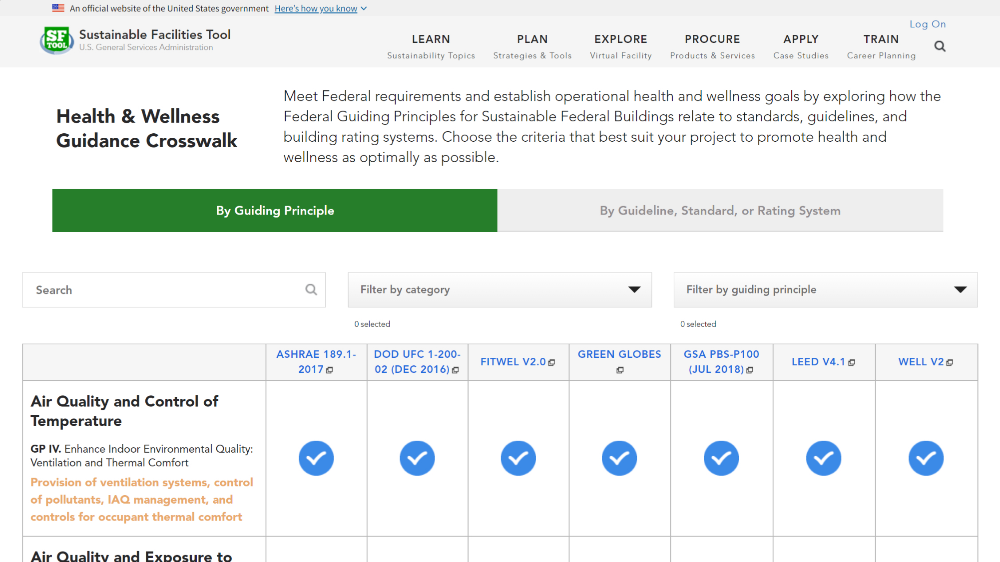 An official website of the United States government Here's how you know
Log On
SF
TOOL
Sustainable Facilities Tool
U.S. General Services Administration
LEARN
Sustainability Topics
PLAN
Strategies & Tools
EXPLORE
Virtual Facility
PROCURE
Products & Services
APPLY
Case Studies
TRAIN
Career Planning
Health & Wellness
Guidance Crosswalk
Meet Federal requirements and establish operational health and wellness goals by exploring how the
Federal Guiding Principles for Sustainable Federal Buildings relate to standards, guidelines, and
building rating systems. Choose the criteria that best suit your project to promote health and
wellness as optimally as possible.
By Guiding Principle
By Guideline, Standard, or Rating System
Search
Filter by category
Filter by guiding principle
0 selected
0 selected
ASHRAE 189.1-
2017
DOD UFC 1-200-
02 (DEC 2016)
FITWEL V2.0
GREEN GLOBES
GSA PBS-P100
(JUL 2018)
LEED V4.1
WELL V2
Air Quality and Control of
Temperature
GP IV. Enhance Indoor Environmental Quality:
Ventilation and Thermal Comfort
Provision of ventilation systems, control
of pollutants, IAQ management, and
controls for occupant thermal comfort
Air Quality and Exposure to